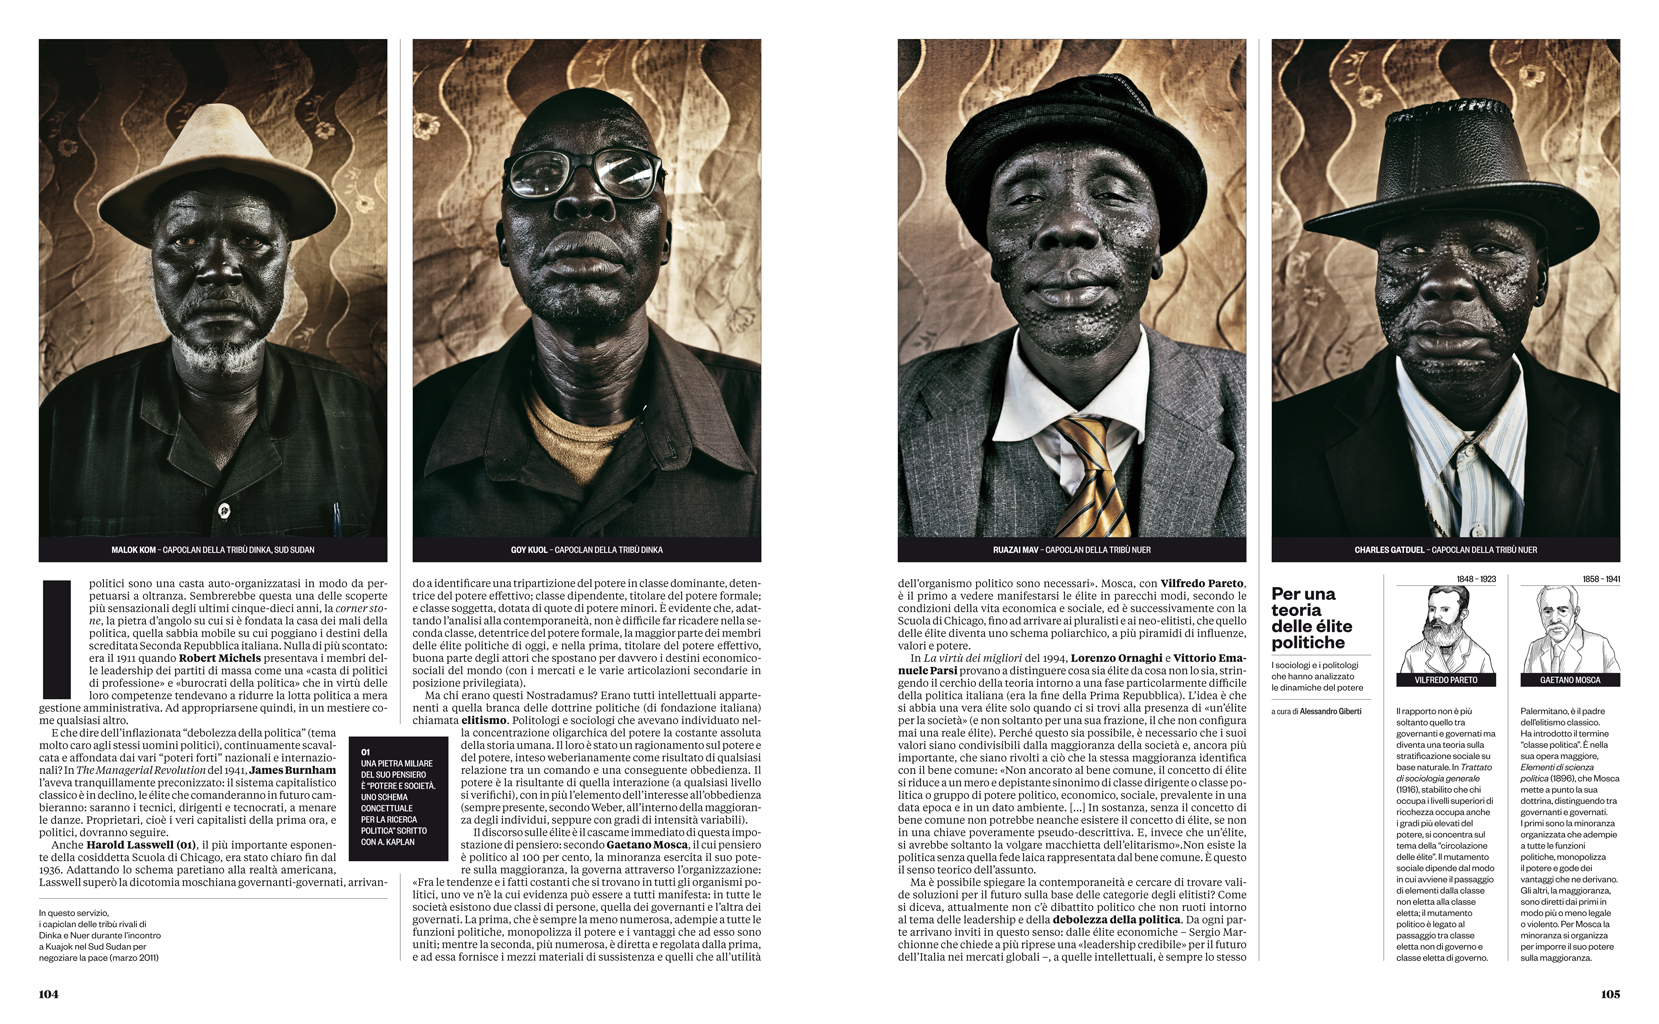 MALOK KOM – CAPOCLAN DELLA TRIBÙ DINKA, SUD SUDAN
GOY KUOL – CAPOCLAN DELLA TRIBÙ DINKA
I
politici sono una casta auto-organizzatasi in modo da per-
petuarsi a oltranza. Sembrerebbe questa una delle scoperte
più sensazionali degli ultimi cinque-dieci anni, la corner sto-
ne, la pietra d'angolo su cui si è fondata la casa dei mali della
politica, quella sabbia mobile su cui poggiano i destini della
screditata Seconda Repubblica italiana. Nulla di più scontato:
era il 1911 quando Robert Michels presentava i membri del-
le leadership dei partiti di massa come una «casta di politici
di professione» e «burocrati della politica» che in virtù delle
loro competenze tendevano a ridurre la lotta politica a mera
gestione amministrativa. Ad appropriarsene quindi, in un mestiere co-
me qualsiasi altro.
E che dire dell'inflazionata “debolezza della politica” (tema
molto caro agli stessi uomini politici), continuamente scaval-
cata e affondata dai vari “poteri forti” nazionali e internazio-
nali? In The Managerial Revolution del 1941, James Burnham
l'aveva tranquillamente preconizzato: il sistema capitalistico
classico è in declino, le élite che comanderanno in futuro cam-
bieranno: saranno i tecnici, dirigenti e tecnocrati, a menare
le danze. Proprietari, cioè i veri capitalisti della prima ora, e
politici, dovranno seguire.
Anche Harold Lasswell (01), il più importante esponen-
te della cosiddetta Scuola di Chicago, era stato chiaro fin dal
1936. Adattando lo schema paretiano alla realtà americana,
Lasswell superò la dicotomia moschiana governanti-governati, arrivan-
In questo servizio,
i capiclan delle tribù rivali di
Dinka e Nuer durante l'incontro
a Kuajok nel Sud Sudan per
negoziare la pace (marzo 2011)
01
UNA PIETRA MILIARE
DEL SUO PENSIERO
È “POTERE E SOCIETÀ.
UNO SCHEMA
CONCETTUALE
PER LA RICERCA
POLITICA” SCRITTO
CON A. KAPLAN
do a identificare una tripartizione del potere in classe dominante, deten-
trice del potere effettivo; classe dipendente, titolare del potere formale;
e classe soggetta, dotata di quote di potere minori. È evidente che, adat-
tando l'analisi alla contemporaneità, non è difficile far ricadere nella se-
conda classe, detentrice del potere formale, la maggior parte dei membri
delle élite politiche di oggi, e nella prima, titolare del potere effettivo,
buona parte degli attori che spostano per davvero i destini economico-
sociali del mondo (con i mercati e le varie articolazioni secondarie in
posizione privilegiata).
Ma chi erano questi Nostradamus? Erano tutti intellettuali apparte-
nenti a quella branca delle dottrine politiche (di fondazione italiana)
chiamata elitismo. Politologi e sociologi che avevano individuato nel-
la concentrazione oligarchica del potere la costante assoluta
della storia umana. Il loro è stato un ragionamento sul potere e
del potere, inteso weberianamente come risultato di qualsiasi
relazione tra un comando e una conseguente obbedienza. Il
potere è la risultante di quella interazione (a qualsiasi livello
si verifichi), con in più l'elemento dell'interesse all'obbedienza
(sempre presente, secondo Weber, all'interno della maggioran-
za degli individui, seppure con gradi di intensità variabili).
Il discorso sulle élite è il cascame immediato di questa impo-
stazione di pensiero: secondo Gaetano Mosca, il cui pensiero
è politico al 100 per cento, la minoranza esercita il suo pote-
re sulla maggioranza, la governa attraverso l'organizzazione:
«Fra le tendenze e i fatti costanti che si trovano in tutti gli organismi po-
litici, uno ve n'è la cui evidenza può essere a tutti manifesta: in tutte le
società esistono due classi di persone, quella dei governanti e l'altra dei
governati. La prima, che è sempre la meno numerosa, adempie a tutte le
funzioni politiche, monopolizza il potere e i vantaggi che ad esso sono
uniti; mentre la seconda, più numerosa, è diretta e regolata dalla prima,
e ad essa fornisce i mezzi materiali di sussistenza e quelli che all'utilità
104
RUAZAI MAV – CAPOCLAN DELLA TRIBÙ NUER
CHARLES GATDUEL – CAPOCLAN DELLA TRIBÙ NUER
dell'organismo politico sono necessari». Mosca, con Vilfredo Pareto,
è il primo a vedere manifestarsi le élite in parecchi modi, secondo le
condizioni della vita economica e sociale, ed è successivamente con la
Scuola di Chicago, fino ad arrivare ai pluralisti e ai neo-elitisti, che quello
delle élite diventa uno schema poliarchico, a più piramidi di influenze,
valori e potere.
In La virtù dei migliori del 1994, Lorenzo Ornaghi e Vittorio Ema-
nuele Parsi provano a distinguere cosa sia élite da cosa non lo sia, strin-
gendo il cerchio della teoria intorno a una fase particolarmente difficile
della politica italiana (era la fine della Prima Repubblica). L'idea è che
si abbia una vera élite solo quando ci si trovi alla presenza di «un'élite
per la società» (e non soltanto per una sua frazione, il che non configura
mai una reale élite). Perché questo sia possibile, è necessario che i suoi
valori siano condivisibili dalla maggioranza della società e, ancora più
importante, che siano rivolti a ciò che la stessa maggioranza identifica
con il bene comune: «Non ancorato al bene comune, il concetto di élite
si riduce a un mero e depistante sinonimo di classe dirigente o classe po-
litica o gruppo di potere politico, economico, sociale, prevalente in una
data epoca e in un dato ambiente. [...] In sostanza, senza il concetto di
bene comune non potrebbe neanche esistere il concetto di élite, se non
in una chiave poveramente pseudo-descrittiva. E, invece che un'élite,
si avrebbe soltanto la volgare macchietta dell'elitarismo».Non esiste la
politica senza quella fede laica rappresentata dal bene comune. È questo
il senso teorico dell'assunto.
Ma è possibile spiegare la contemporaneità e cercare di trovare vali-
de soluzioni per il futuro sulla base delle categorie degli elitisti? Come
si diceva, attualmente non c'è dibattito politico che non ruoti intorno
al tema delle leadership e della debolezza della politica. Da ogni par-
te arrivano inviti in questo senso: dalle élite economiche – Sergio Mar-
chionne che chiede a più riprese una «leadership credibile» per il futuro
dell'Italia nei mercati globali –, a quelle intellettuali, è sempre lo stesso
Per una
teoria
delle élite
politiche
I sociologi e i politologi
che hanno analizzato
le dinamiche del potere
a cura di Alessandro Giberti
1848 – 1923
VILFREDO PARETO
Il rapporto non è più
soltanto quello tra
governanti e governati ma
diventa una teoria sulla
stratificazione sociale su
base naturale. In Trattato
di sociologia generale
(1916), stabilito che chi
occupa i livelli superiori di
ricchezza occupa anche
i gradi più elevati del
potere, si concentra sul
tema della “circolazione
delle élite”. Il mutamento
sociale dipende dal modo
in cui avviene il passaggio
di elementi dalla classe
non eletta alla classe
eletta; il mutamento
politico è legato al
passaggio tra classe
eletta non di governo e
classe eletta di governo.
1858 – 1941
GAETANO MOSCA
Palermitano, è il padre
dell'elitismo classico.
Ha introdotto il termine
“classe politica”. È nella
sua opera maggiore,
Elementi di scienza
politica (1896), che Mosca
mette a punto la sua
dottrina, distinguendo tra
governanti e governati.
I primi sono la minoranza
organizzata che adempie
a tutte le funzioni
politiche, monopolizza
il potere e gode dei
vantaggi che ne derivano.
Gli altri, la maggioranza,
sono diretti dai primi in
modo più o meno legale
o violento. Per Mosca la
minoranza si organizza
per imporre il suo potere
sulla maggioranza.
105